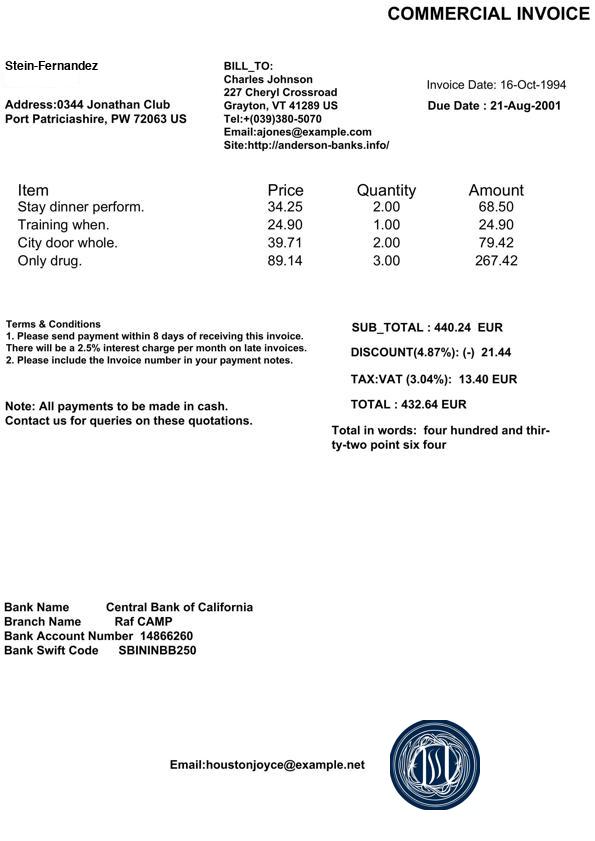 COMMERCIAL INVOICE
Stein-Fernandez
Address:0344 Jonathan Club
Port Patriciashire, PW 72063 US
BILL_TO:
Charles Johnson
227 Cheryl Crossroad
Grayton, VT 41289 US
Tel:+(039)380-5070
Email:ajones@example.com
Site:http://anderson-banks.info/
Invoice Date: 16-Oct-1994
Due Date : 21-Aug-2001
Item Price Quantity Amount
Stay dinner perform. 34.25 2.00 68.50
Training when. 24.90 1.00 24.90
City door whole. 39.71 2.00 79.42
Only drug. 89.14 3.00 267.42
Terms & Conditions
1. Please send payment within 8 days of receiving this invoice.
There will be a 2.5% interest charge per month on late invoices.
2. Please include the Invoice number in your payment notes.
Note: All payments to be made in cash.
Contact us for queries on these quotations.
SUB_TOTAL : 440.24 EUR
DISCOUNT(4.87%): (-) 21.44
TAX:VAT (3.04%): 13.40 EUR
TOTAL : 432.64 EUR
Total in words: four hundred and thir-
ty-two point six four
Bank Name Central Bank of California
Branch Name Raf CAMP
Bank Account Number 14866260
Bank Swift Code SBININBB250
Email:houstonjoyce@example.net